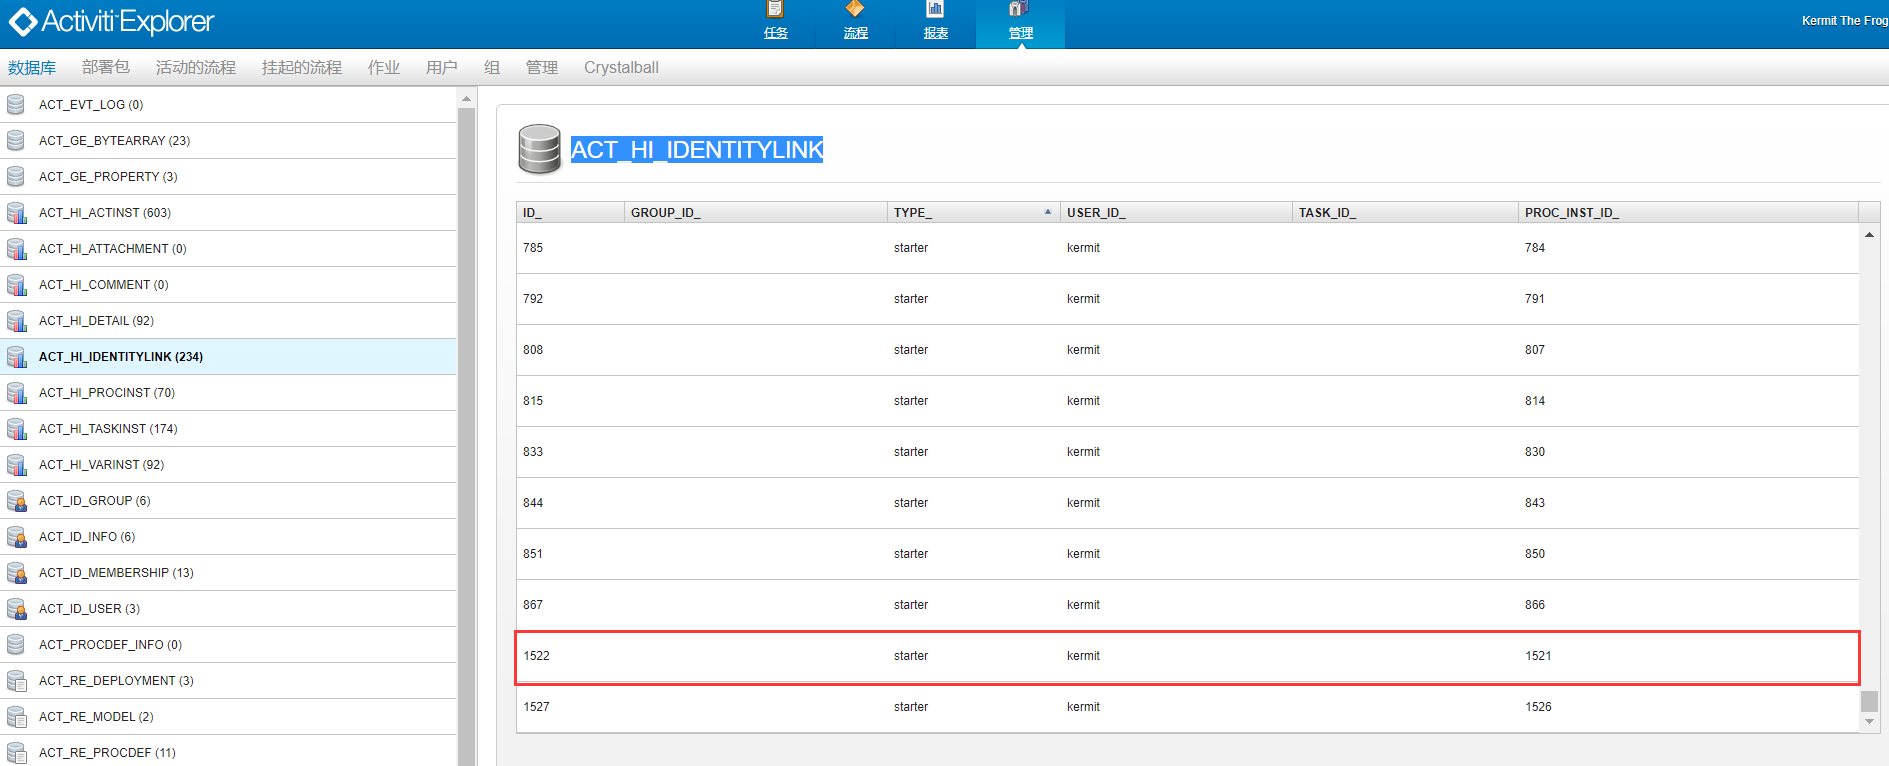 Activiti Explorer
任务 流程 报表 管理
Kermit The Frog
数据库 部署包 活动的流程 挂起的流程 作业 用户 组 管理 Crystalball
ACT_EVT_LOG (0)
ACT_GE_BYTEARRAY (23)
ACT_GE_PROPERTY (3)
ACT_HI_ACTINST (603)
ACT_HI_ATTACHMENT (0)
ACT_HI_COMMENT (0)
ACT_HI_DETAIL (92)
ACT_HI_IDENTITYLINK (234)
ACT_HI_PROCINST (70)
ACT_HI_TASKINST (174)
ACT_HI_VARINST (92)
ACT_ID_GROUP (6)
ACT_ID_INFO (6)
ACT_ID_MEMBERSHIP (13)
ACT_ID_USER (3)
ACT_PROCDEF_INFO (0)
ACT_RE_DEPLOYMENT (3)
ACT_RE_MODEL (2)
ACT_RE_PROCDEF (11)
ACT_HI_IDENTITYLINK
ID_ GROUP_ID_ TYPE_ USER_ID_ TASK_ID_ PROC_INST_ID_
785 starter kermit 784
792 starter kermit 791
808 starter kermit 807
815 starter kermit 814
833 starter kermit 830
844 starter kermit 843
851 starter kermit 850
867 starter kermit 866
1522 starter kermit 1521
1527 starter kermit 1526